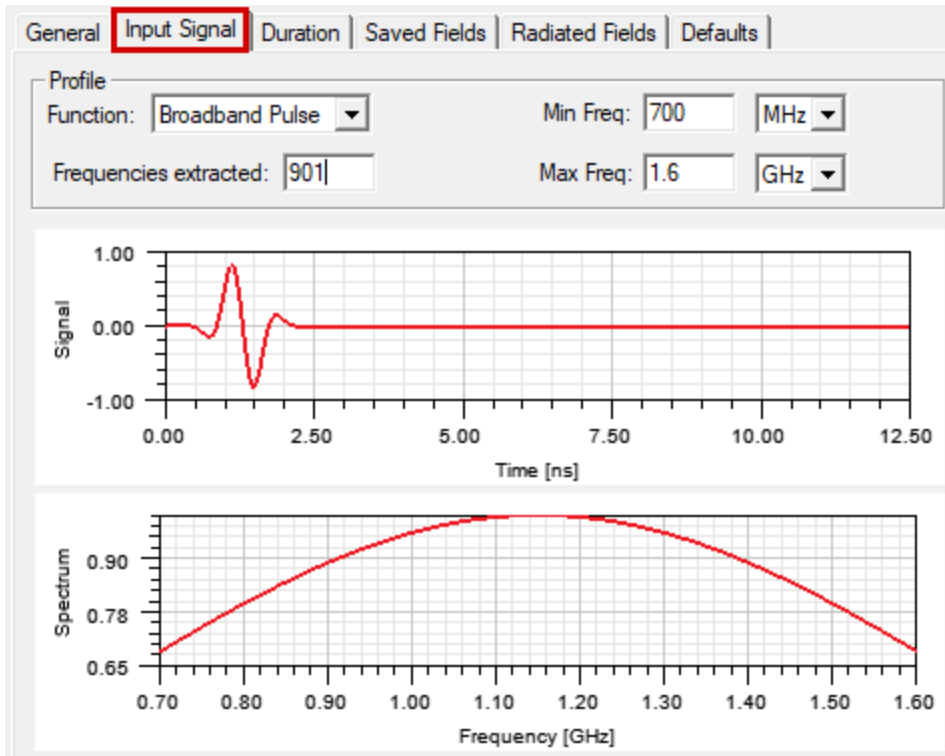 General Input Signal Duration Saved Fields Radiated Fields Defaults
Profile
Function: Broadband Pulse Min Freq: 700 MHz
Frequencies extracted: 901 Max Freq: 1.6 GHz
1.00
0.00
-1.00
Signal
0.00 2.50 5.00 7.50 10.00 12.50
Time [ns]
0.90
0.78
0.65
Spectrum
0.70 0.80 0.90 1.00 1.10 1.20 1.30 1.40 1.50 1.60
Frequency [GHz]